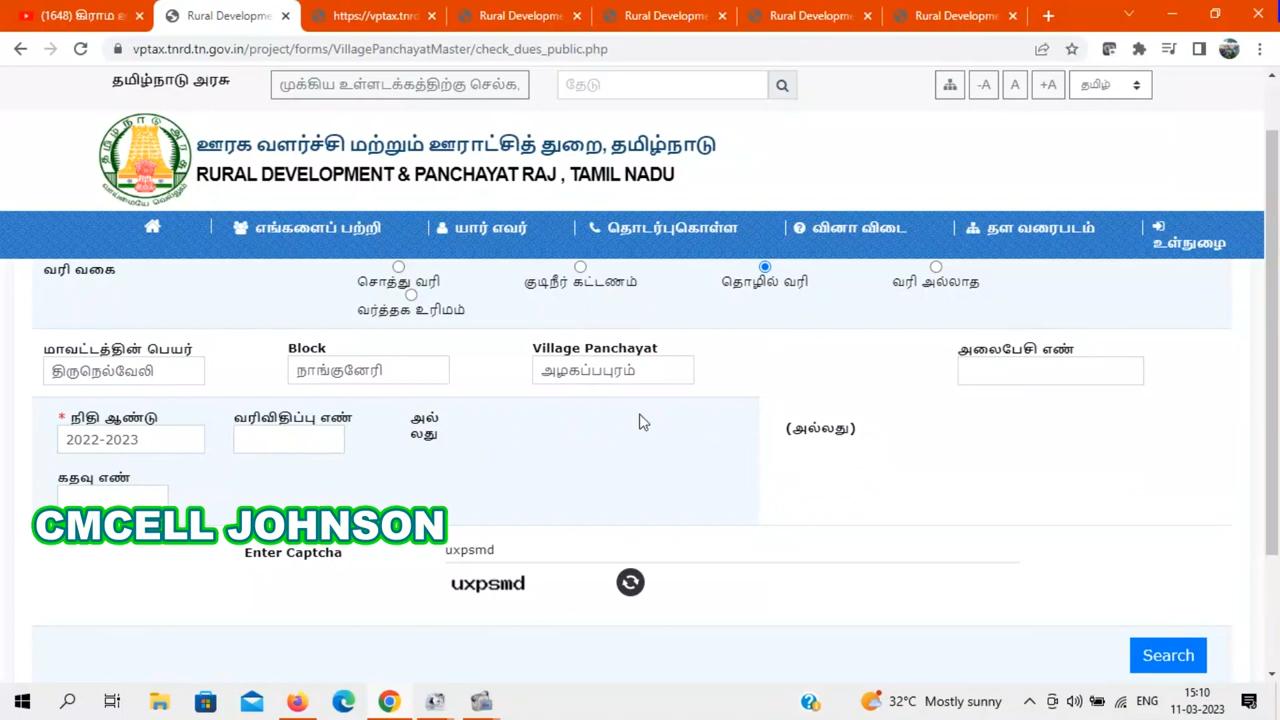 (1648) கிராம ஊ
Rural Developme
https://vptax.tnrd
Rural Developme
Rural Developme
Rural Developme
Rural Developme
vptax.tnrd.tn.gov.in/project/forms/VillagePanchayatMaster/check_dues_public.php
தமிழ்நாடு அரசு
முக்கிய உள்ளடக்கத்திற்கு செல்க,
தேடு
-A
A
+A
தமிழ்
ஊரக வளர்ச்சி மற்றும் ஊராட்சித் துறை, தமிழ்நாடு
RURAL DEVELOPMENT & PANCHAYAT RAJ , TAMIL NADU
எங்களைப் பற்றி
யார் எவர்
தொடர்புகொள்ள
வினா விடை
தள வரைபடம்
உள்நுழை
வரி வகை
சொத்து வரி
குடிநீர் கட்டணம்
தொழில் வரி
வரி அல்லாத
வர்த்தக உரிமம்
மாவட்டத்தின் பெயர்
Block
Village Panchayat
அலைபேசி எண்
திருநெல்வேலி
நாங்குனேரி
அழகப்பபுரம்
* நிதி ஆண்டு
வரிவிதிப்பு எண்
அல்
லது
(அல்லது)
2022-2023
கதவு எண்
CMCELL JOHNSON
Enter Captcha
uxpsmd
uxpsmd
Search
32°C Mostly sunny
ENG
15:10
11-03-2023